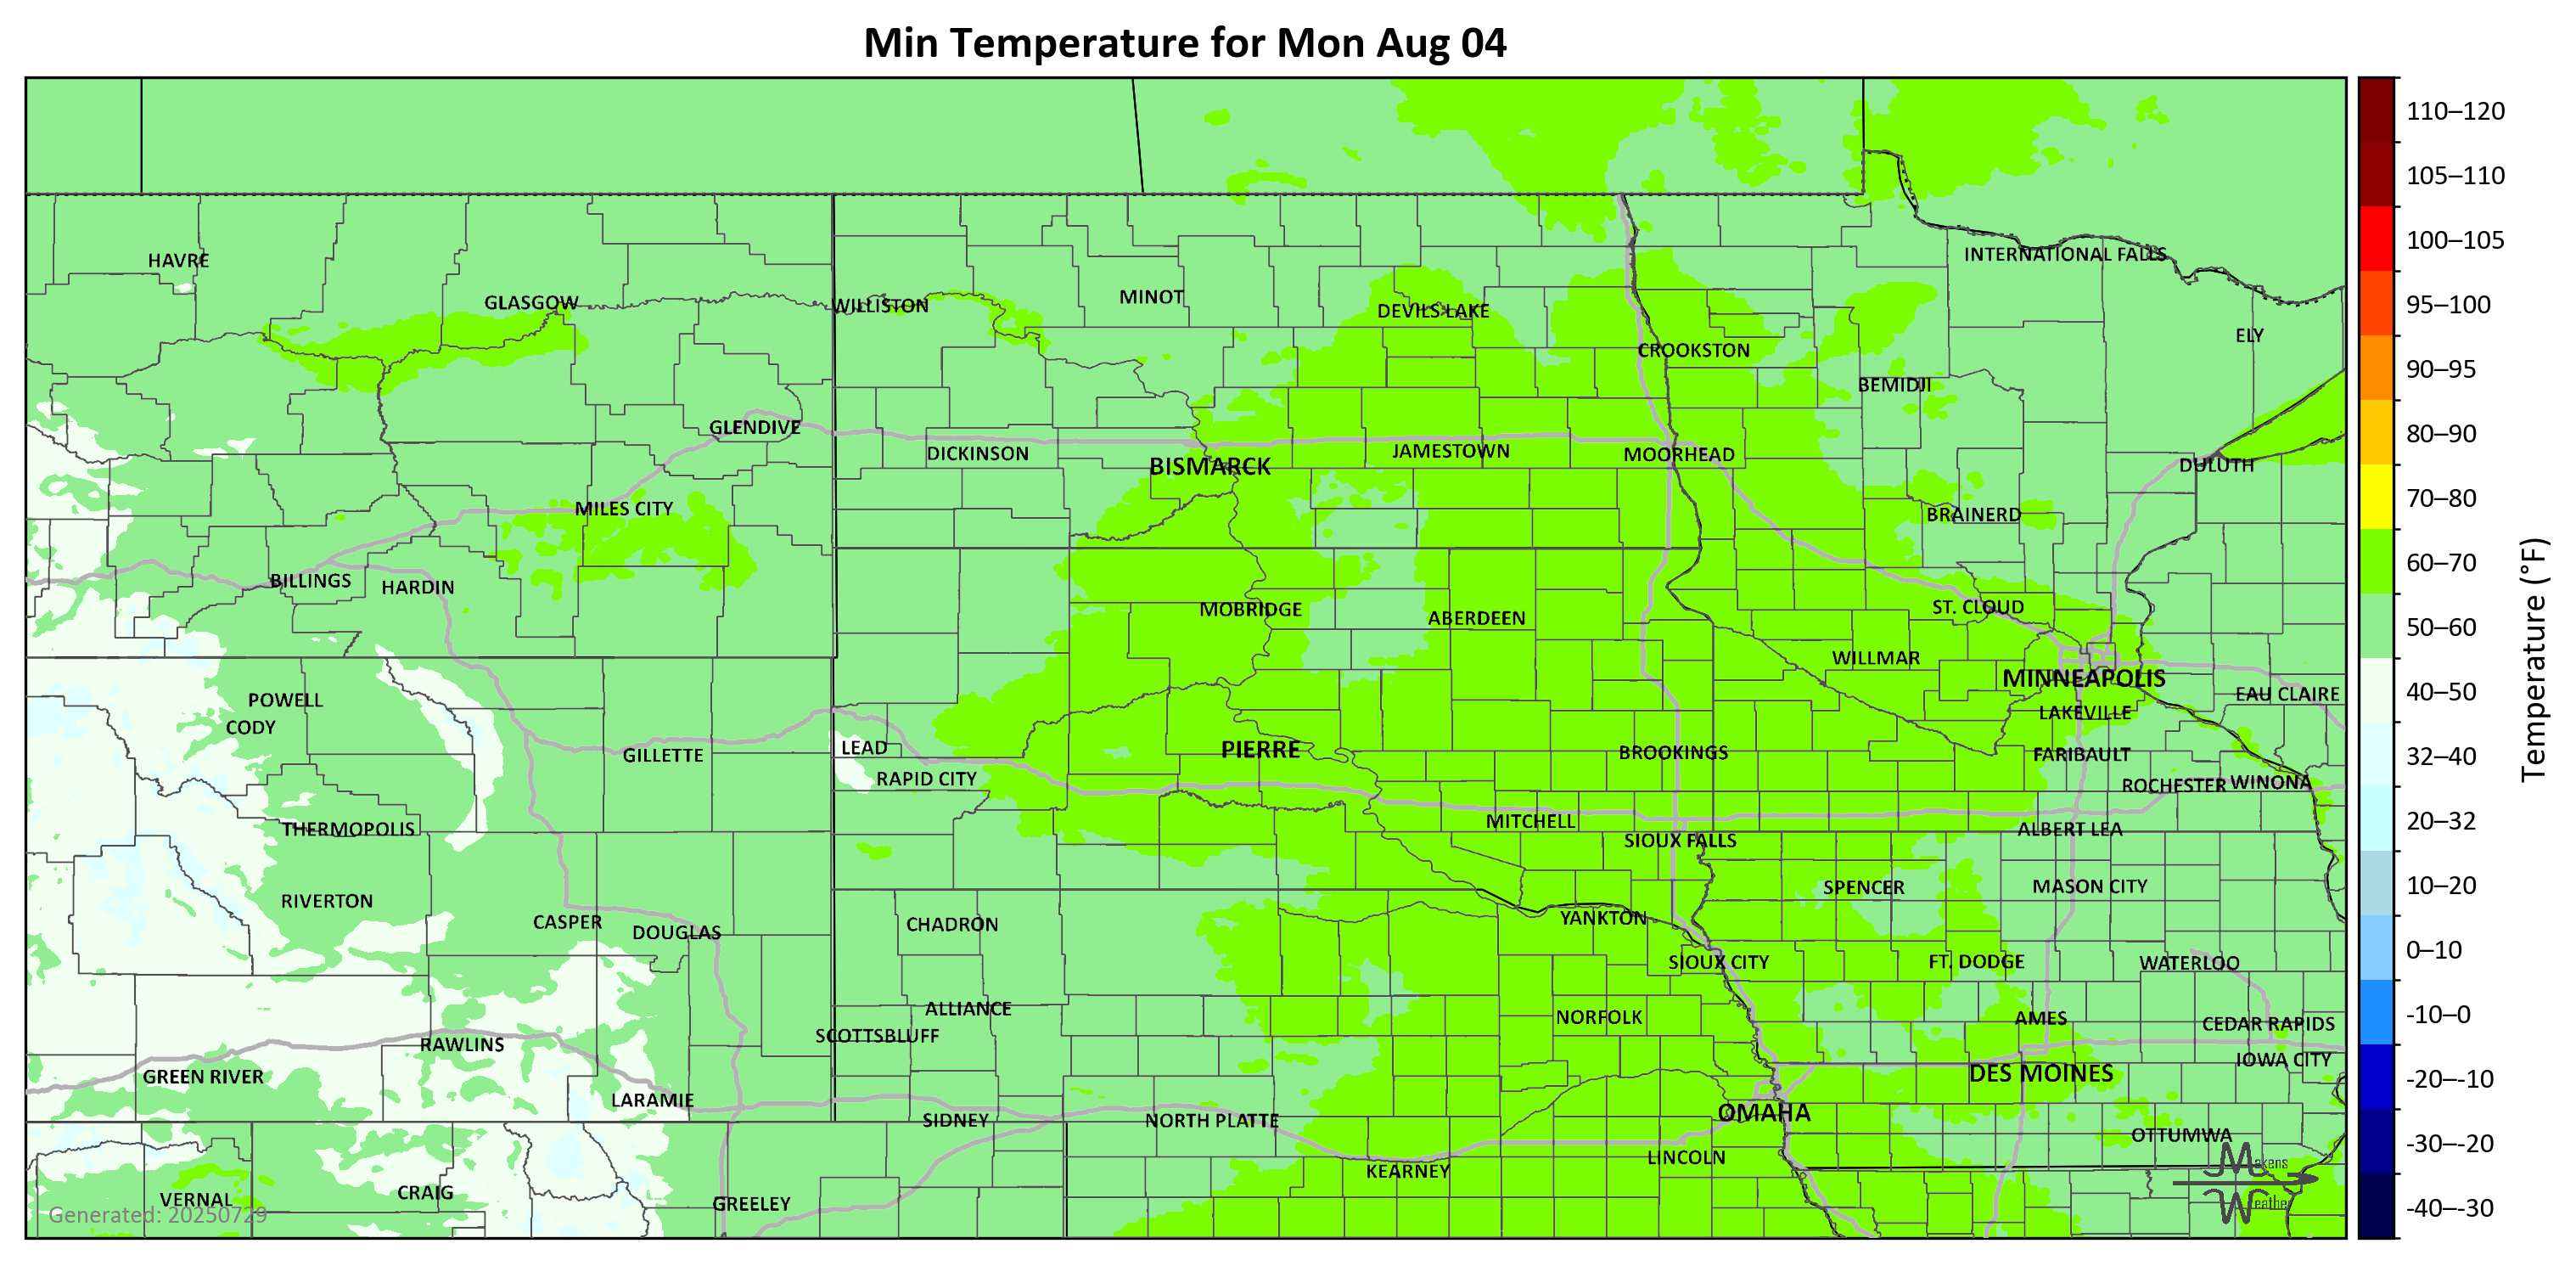 Min Temperature for Mon Aug 04
HAVRE
GLASGOW
WILLISTON
MINOT
DEVILS LAKE
INTERNATIONAL FALLS
ELY
CROOKSTON
BEMIDJI
GLENDIVE
DICKINSON
BISMARCK
JAMESTOWN
MOORHEAD
DULUTH
MILES CITY
BRAINERD
BILLINGS
HARDIN
MOBRIDGE
ABERDEEN
ST. CLOUD
WILLMAR
MINNEAPOLIS
POWELL
EAU CLAIRE
CODY
LAKEVILLE
GILLETTE
LEAD
PIERRE
BROOKINGS
FARIBAULT
RAPID CITY
ROCHESTER
WINONA
THERMOPOLIS
MITCHELL
SIOUX FALLS
ALBERT LEA
RIVERTON
SPENCER
MASON CITY
CASPER
DOUGLAS
CHADRON
YANKTON
SIOUX CITY
FT. DODGE
WATERLOO
ALLIANCE
NORFOLK
AMES
CEDAR RAPIDS
SCOTTSBLUFF
RAWLINS
IOWA CITY
GREEN RIVER
DES MOINES
LARAMIE
SIDNEY
NORTH PLATTE
OMAHA
OTTUMWA
LINCOLN
KEARNEY
VERNAL
CRAIG
GREELEY
Generated: 20250729
Makens
Weather
110–120
105–110
100–105
95–100
90–95
80–90
70–80
60–70
50–60
40–50
32–40
20–32
10–20
0–10
-10–0
-20–-10
-30–-20
-40–-30
Temperature (°F)